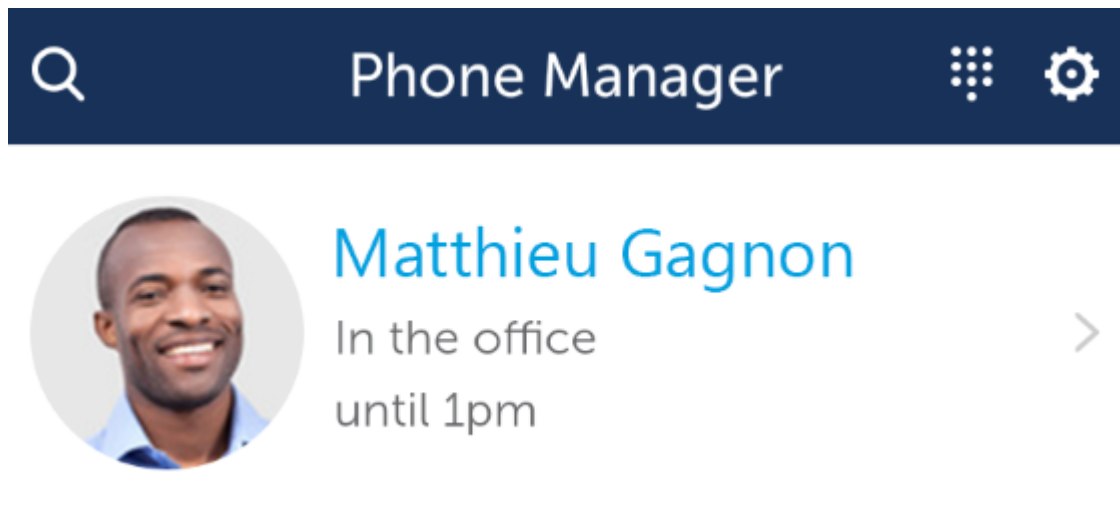 Phone Manager
Matthieu Gagnon
In the office
until 1pm